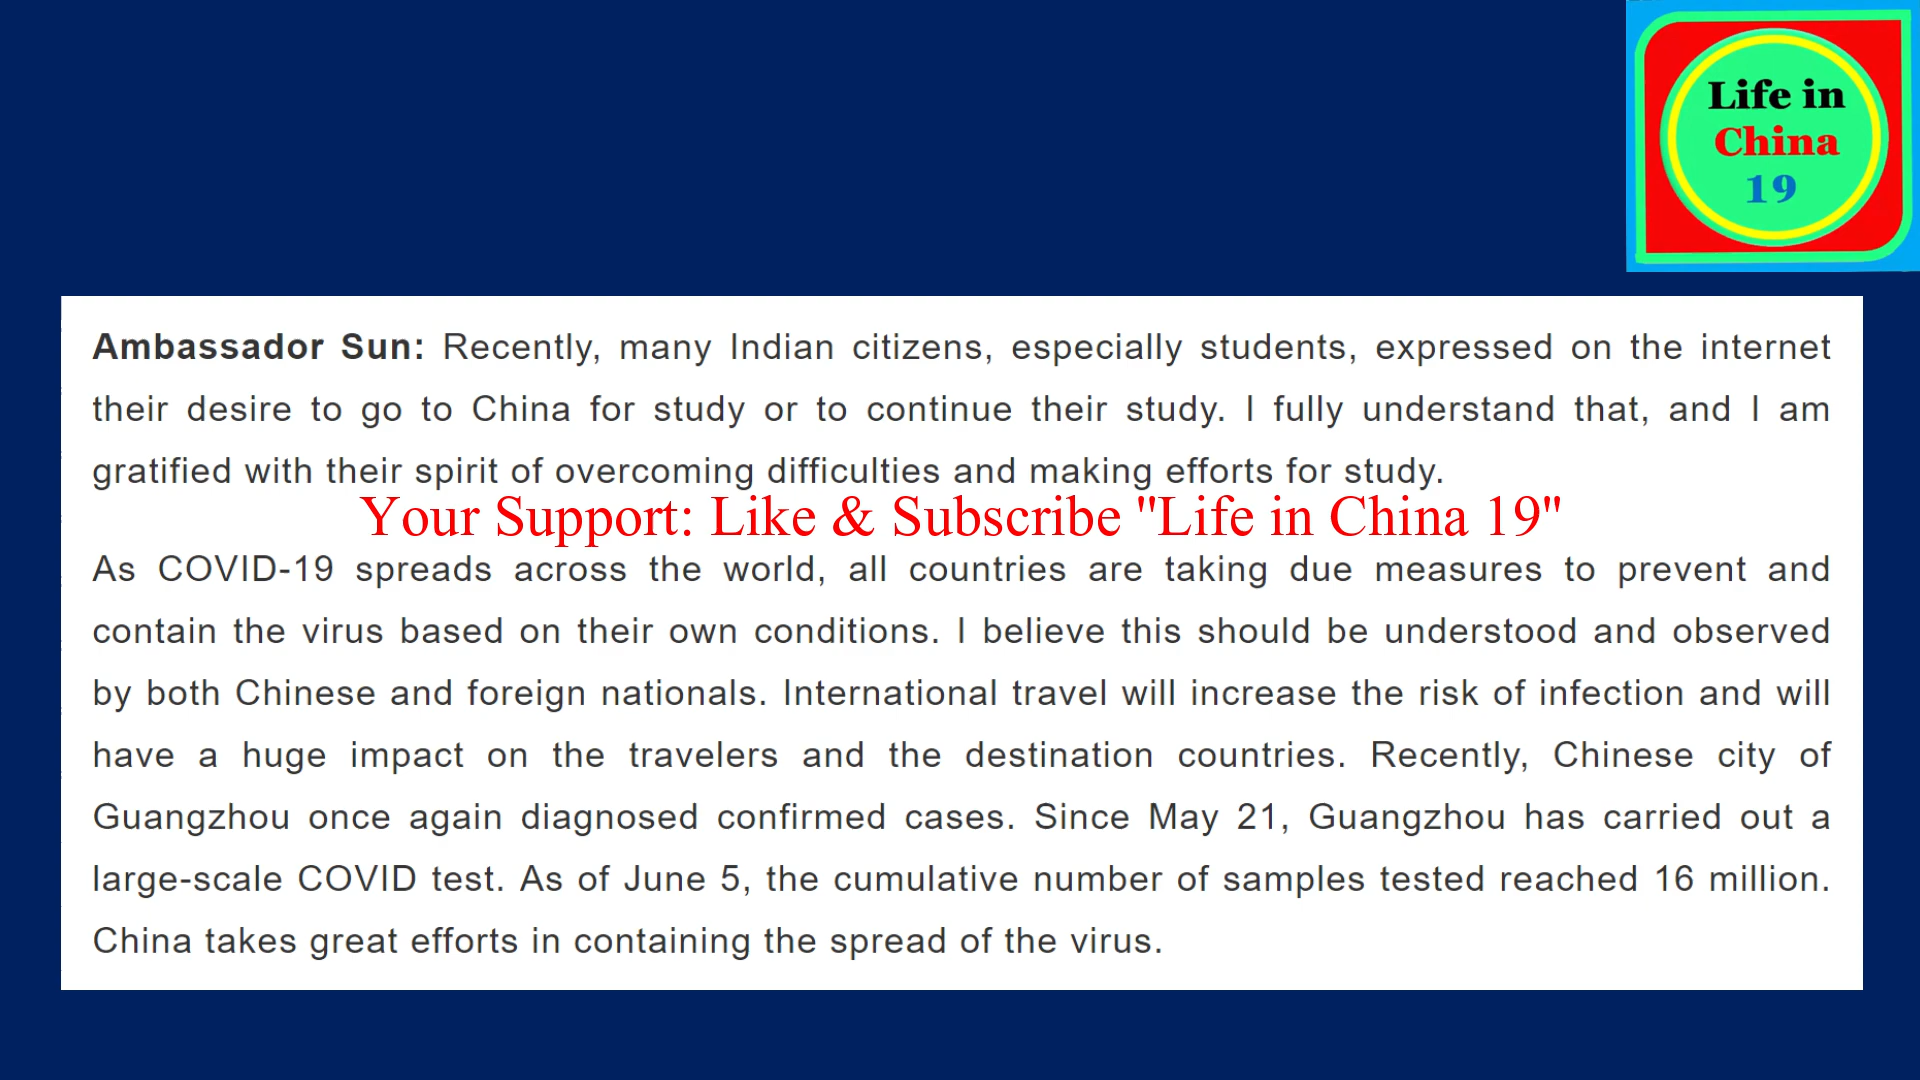 Life in
China
19
Ambassador Sun: Recently, many Indian citizens, especially students, expressed on the internet
their desire to go to China for study or to continue their study. I fully understand that, and I am
gratified with their spirit of overcoming difficulties and making efforts for study.
Your Support: Like & Subscribe "Life in China 19"
As COVID-19 spreads across the world, all countries are taking due measures to prevent and
contain the virus based on their own conditions. I believe this should be understood and observed
by both Chinese and foreign nationals. International travel will increase the risk of infection and will
have a huge impact on the travelers and the destination countries. Recently, Chinese city of
Guangzhou once again diagnosed confirmed cases. Since May 21, Guangzhou has carried out a
large-scale COVID test. As of June 5, the cumulative number of samples tested reached 16 million.
China takes great efforts in containing the spread of the virus.